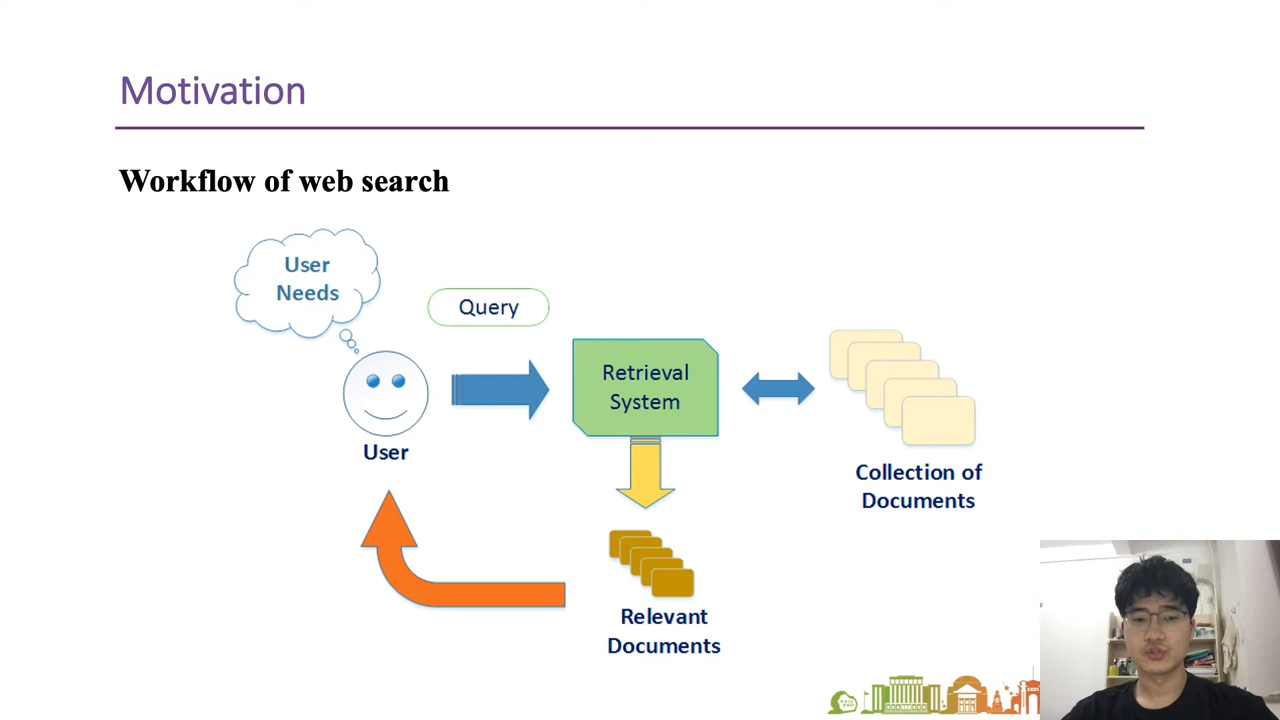 Motivation
Workflow of web search
User
Needs
Query
Retrieval
System
User
Collection of
Documents
Relevant
Documents